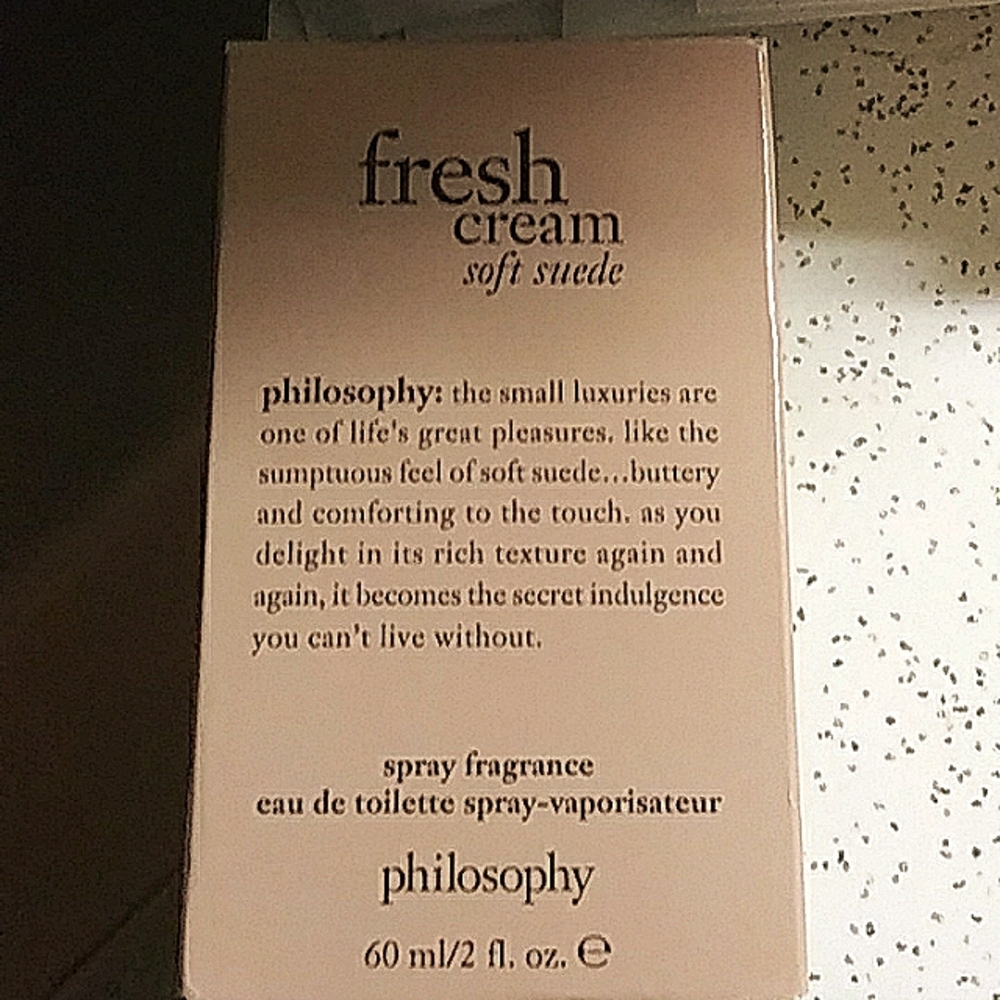 fresh
cream
soft suede
philosophy: the small luxuries are
one of life's great pleasures. like the
sumptuous feel of soft suede...buttery
and comforting to the touch. as you
delight in its rich texture again and
again, it becomes the secret indulgence
you can't live without.
spray fragrance
eau de toilette spray-vaporisateur
philosophy
60 ml/2 fl. oz. ℮